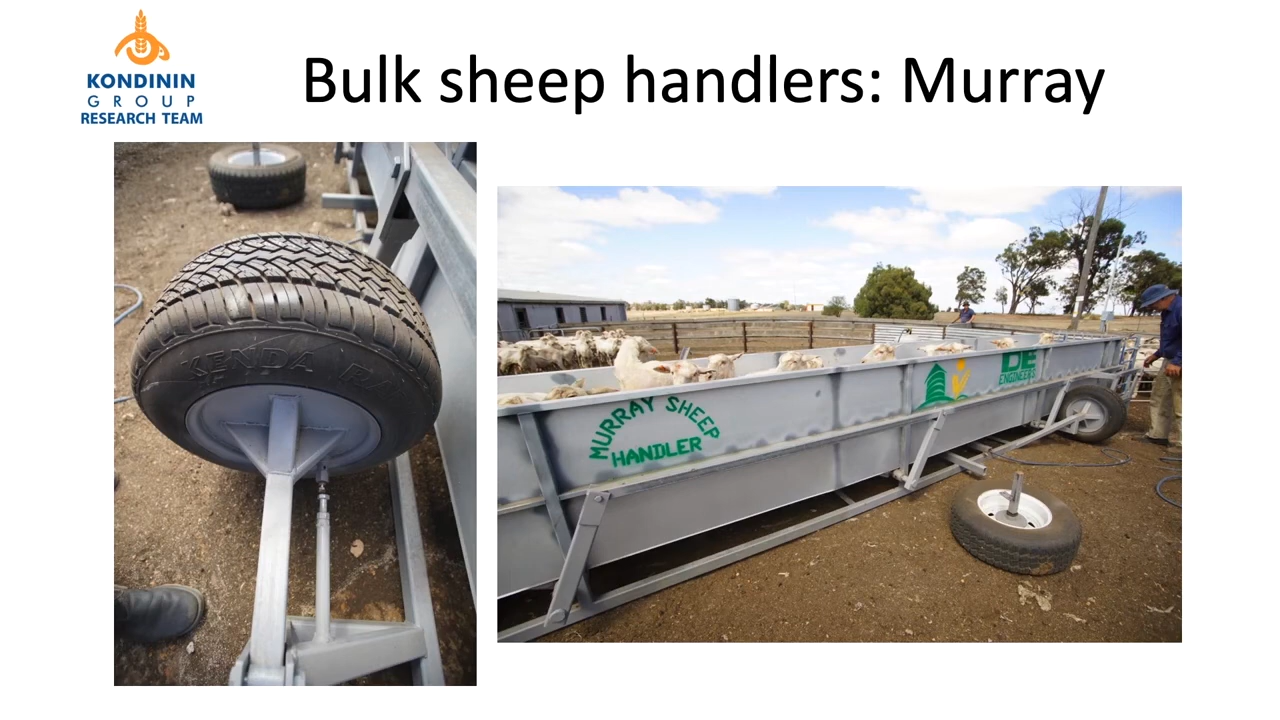 KONDININ
GROUP
RESEARCH TEAM
Bulk sheep handlers: Murray
KENDA
MURRAY SHEEP
HANDLER
DE
ENGINEERS